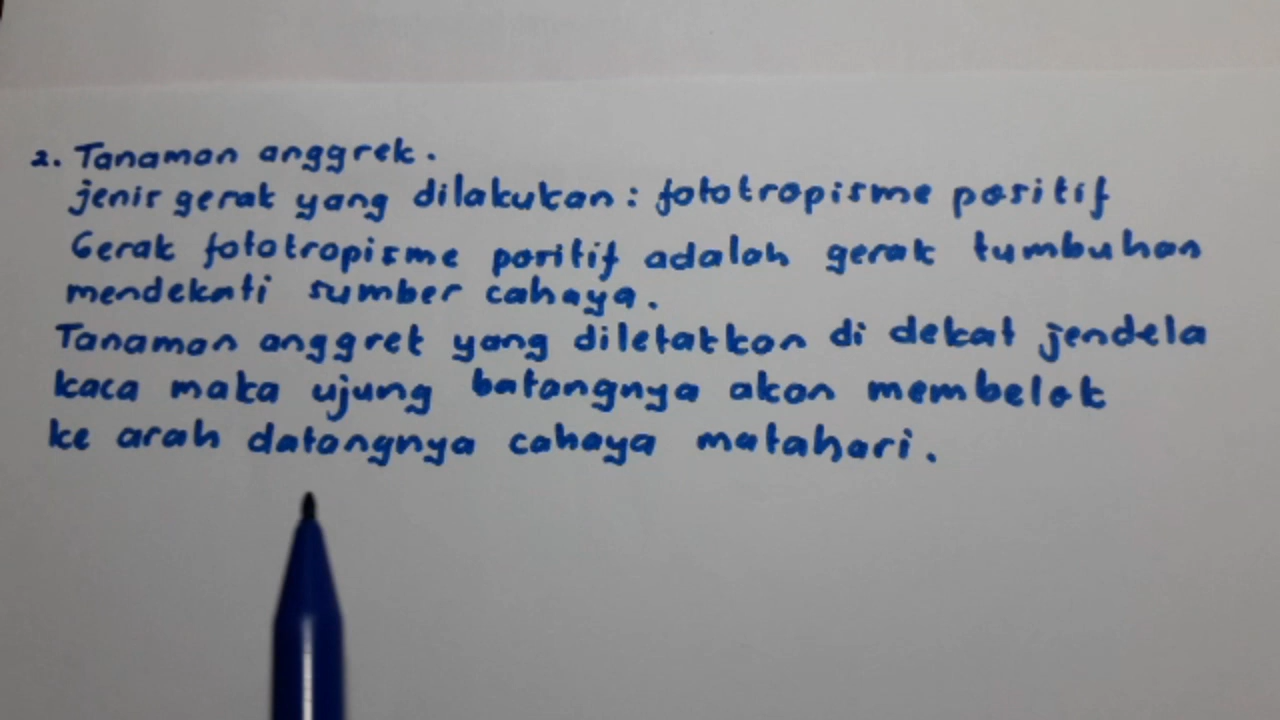 2. Tanaman anggrek.
jenis gerak yang dilakukan : fototropisme positif
Gerak fototropisme positif adalah gerak tumbuhan
mendekati sumber cahaya.
Tanaman anggrek yang diletakkan di dekat jendela
kaca maka ujung batangnya akan membelok
ke arah datangnya cahaya matahari.